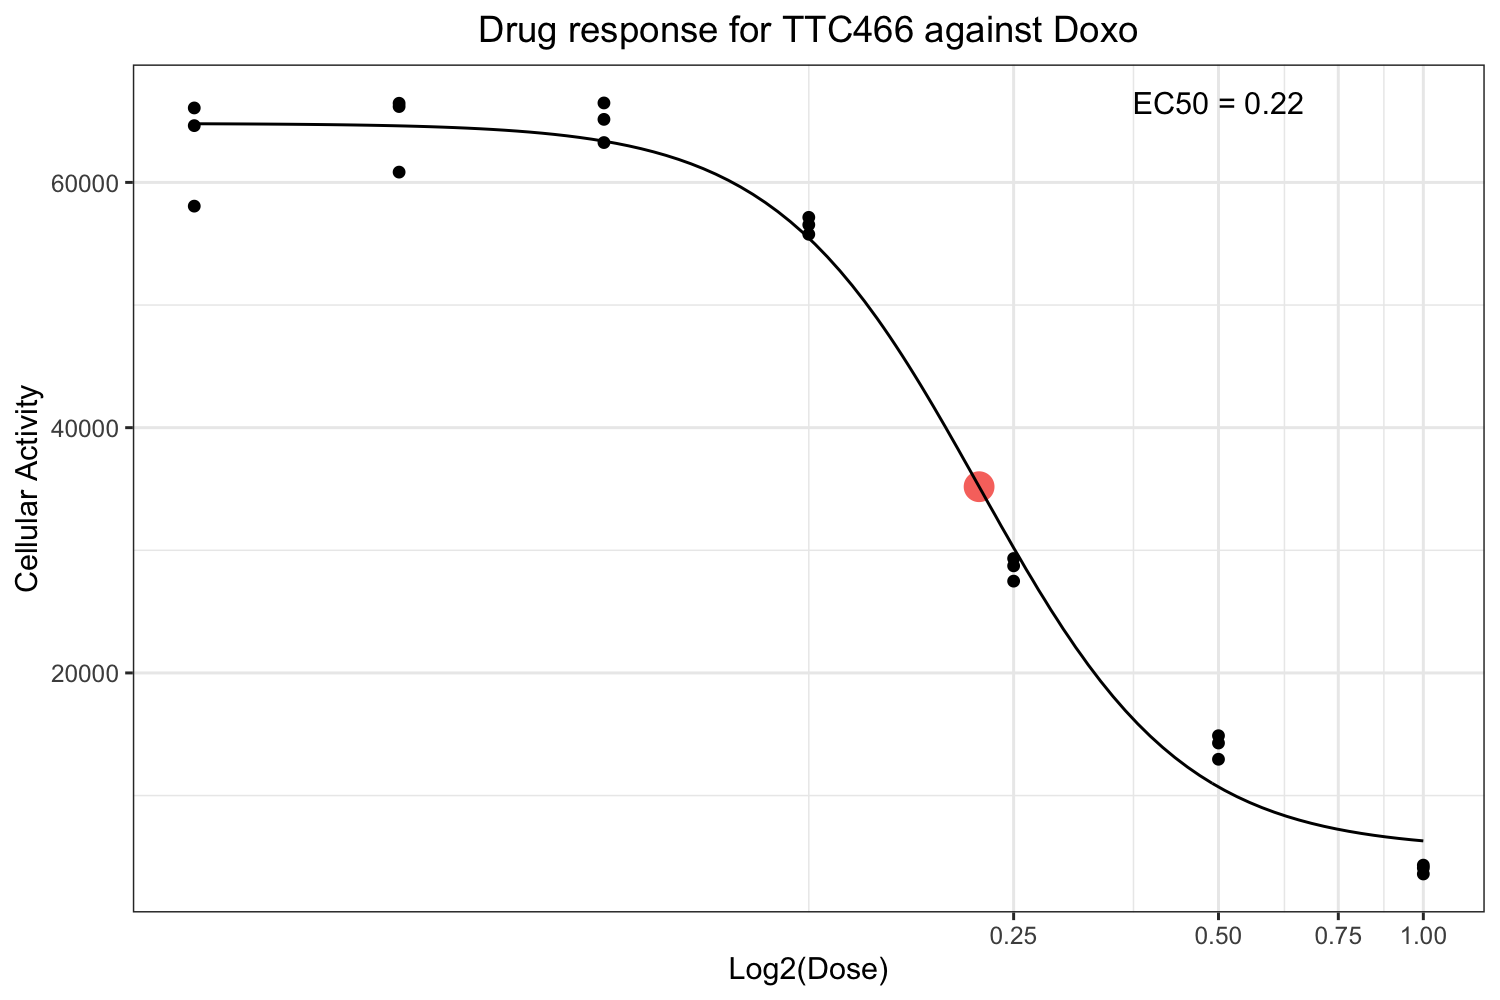 Drug response for TTC466 against Doxo
EC50 = 0.22
Cellular Activity
60000
40000
20000
0.25 0.50 0.75 1.00
Log2(Dose)